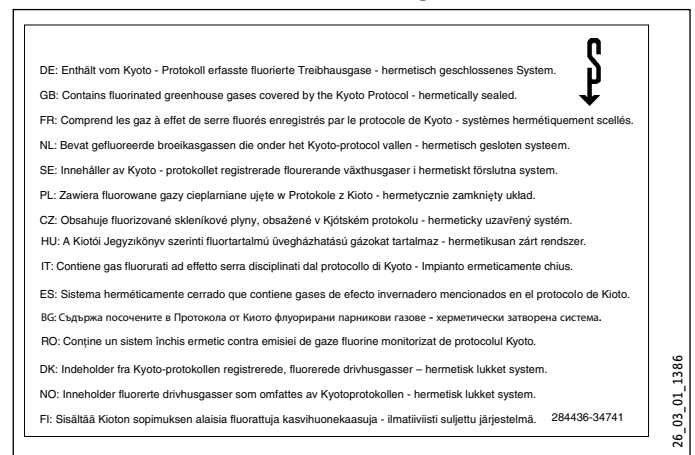 DE: Enthält vom Kyoto - Protokoll erfasste fluorierte Treibhausgase - hermetisch geschlossenes System.
GB: Contains fluorinated greenhouse gases covered by the Kyoto Protocol - hermetically sealed.
FR: Comprend les gaz à effet de serre fluorés enregistrés par le protocole de Kyoto - systèmes hermétiquement scellés.
NL: Bevat gefluoreerde broeikasgassen die onder het Kyoto-protocol vallen - hermetisch gesloten systeem.
SE: Innehåller av Kyoto - protokollet registrerade flourerande växthusgaser i hermetiskt förslutna system.
PL: Zawiera fluorowane gazy cieplarniane ujęte w Protokole z Kioto - hermetycznie zamknięty układ.
CZ: Obsahuje fluorizované skleníkové plyny, obsažené v Kjótském protokolu - hermeticky uzavřený systém.
HU: A Kiotói Jegyzıkönyv szerinti fluortartalmú üvegházhatású gázokat tartalmaz - hermetikusan zárt rendszer.
IT: Contiene gas fluorurati ad effetto serra disciplinati dal protocollo di Kyoto - Impianto ermeticamente chius.
ES: Sistema herméticamente cerrado que contiene gases de efecto invernadero mencionados en el protocolo de Kioto.
BG: Съдържа посочените в Протокола от Киото флуорирани парникови газове - херметически затворена система.
RO: Conţine un sistem închis ermetic contra emisiei de gaze fluorine monitorizat de protocolul Kyoto.
DK: Indeholder fra Kyoto-protokollen registrerede, fluorerede drivhusgasser – hermetisk lukket system.
NO: Inneholder fluorerte drivhusgasser som omfattes av Kyotoprotokollen - hermetisk lukket system.
FI: Sisältää Kioton sopimuksen alaisia fluorattuja kasvihuonekaasuja - ilmatiiviisti suljettu järjestelmä. 284436-34741
26_03_01_1386